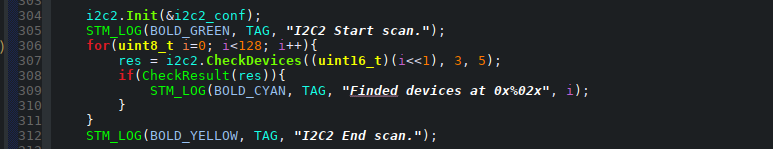 304 i2c2.Init(&i2c2_conf);
305 STM_LOG(BOLD_GREEN, TAG, "I2C2 Start scan.");
306 for(uint8_t i=0; i<128; i++){
307 res = i2c2.CheckDevices((uint16_t)(i<<1), 3, 5);
308 if(CheckResult(res)){
309 STM_LOG(BOLD_CYAN, TAG, "Finded devices at 0x%02x", i);
310 }
311 }
312 STM_LOG(BOLD_YELLOW, TAG, "I2C2 End scan.");